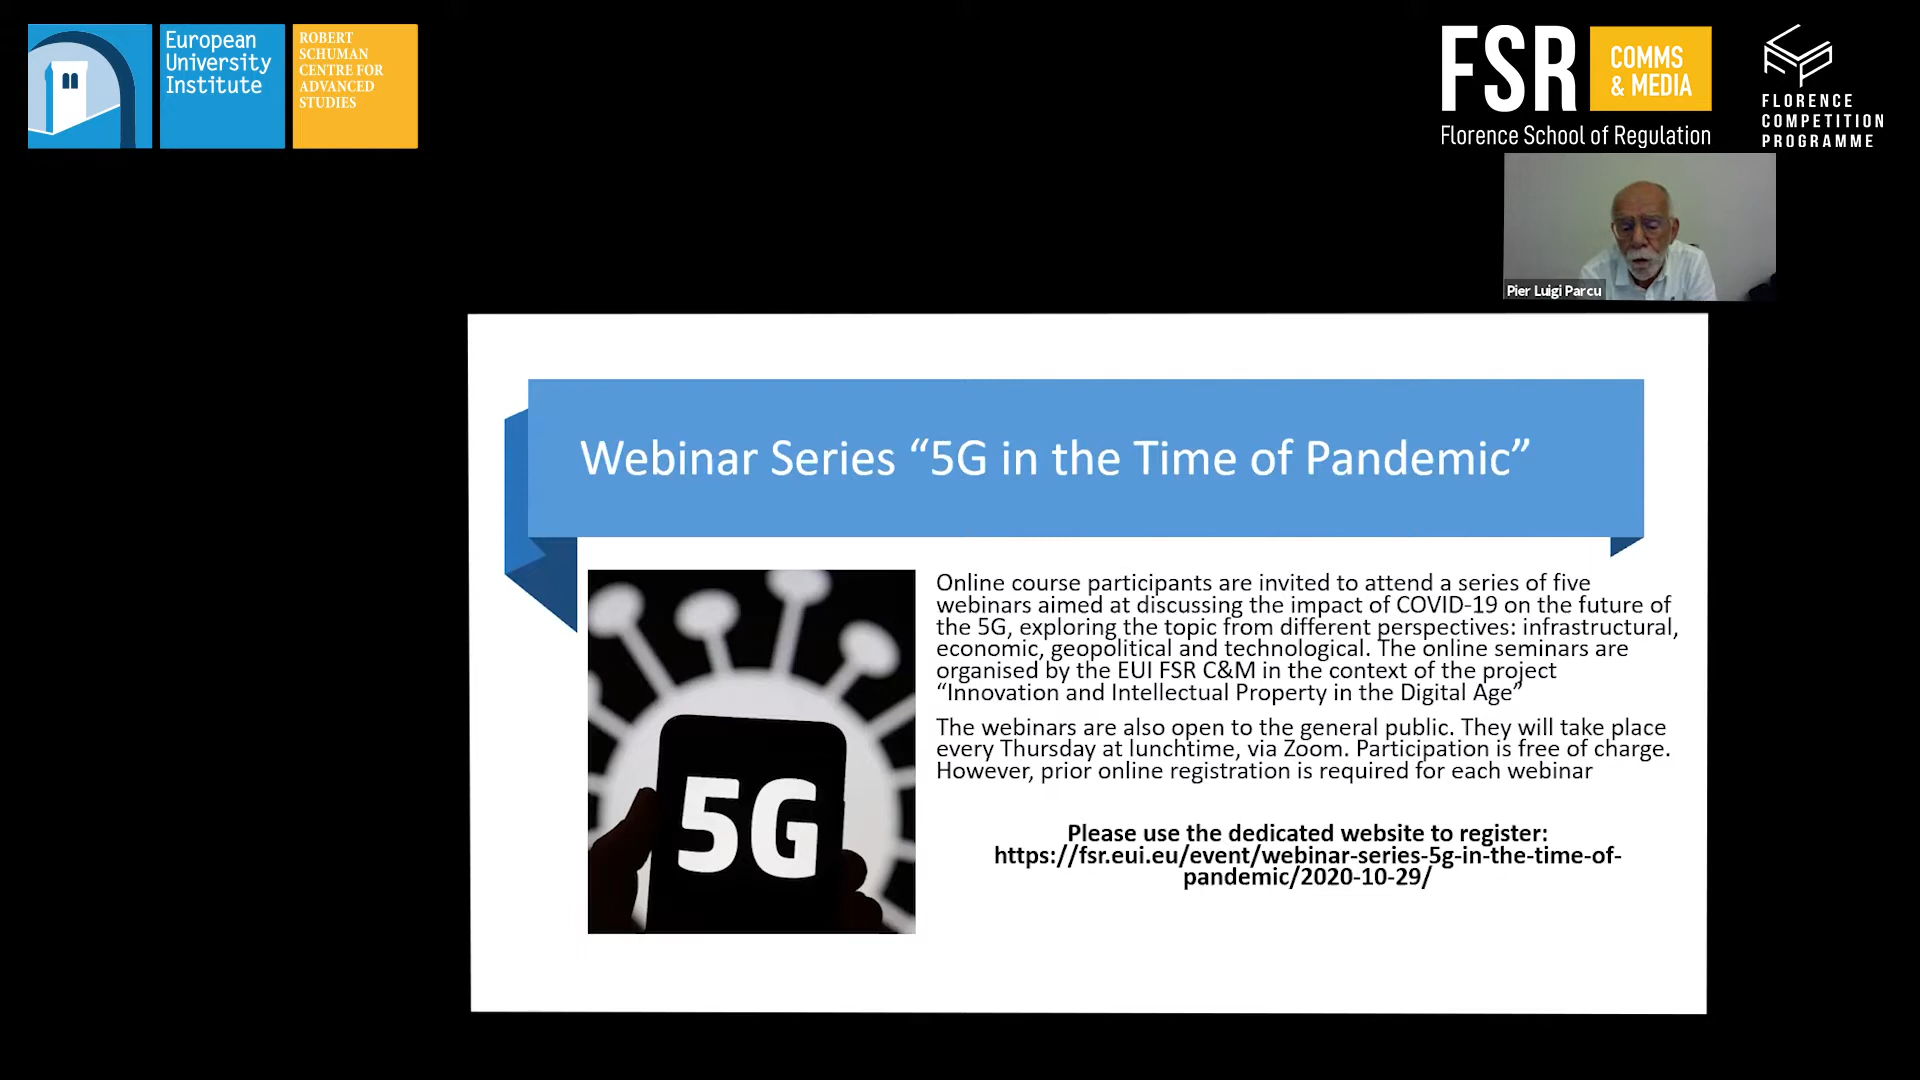 European
University
Institute
ROBERT
SCHUMAN
CENTRE FOR
ADVANCED
STUDIES
FSR
COMMS
& MEDIA
Florence School of Regulation
FLORENCE
COMPETITION
PROGRAMME
Pier Luigi Parcu
Webinar Series “5G in the Time of Pandemic”
5G
Online course participants are invited to attend a series of five
webinars aimed at discussing the impact of COVID-19 on the future of
the 5G, exploring the topic from different perspectives: infrastructural,
economic, geopolitical and technological. The online seminars are
organised by the EUI FSR C&M in the context of the project
“Innovation and Intellectual Property in the Digital Age”
The webinars are also open to the general public. They will take place
every Thursday at lunchtime, via Zoom. Participation is free of charge.
However, prior online registration is required for each webinar
Please use the dedicated website to register:
https://fsr.eui.eu/event/webinar-series-5g-in-the-time-of-
pandemic/2020-10-29/